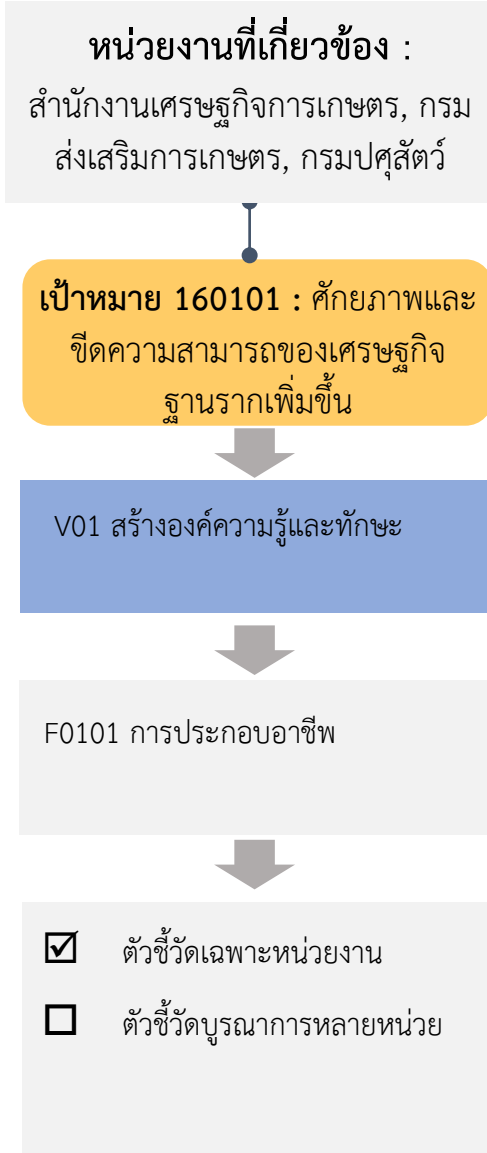 หน่วยงานที่เกี่ยวข้อง :
สำนักงานเศรษฐกิจการเกษตร, กรม
ส่งเสริมการเกษตร, กรมปศุสัตว์
เป้าหมาย 160101 : ศักยภาพและ
ขีดความสามารถของเศรษฐกิจ
ฐานรากเพิ่มขึ้น
V01 สร้างองค์ความรู้และทักษะ
F0101 การประกอบอาชีพ
☑ ตัวชี้วัดเฉพาะหน่วยงาน
☐ ตัวชี้วัดบูรณาการหลายหน่วย